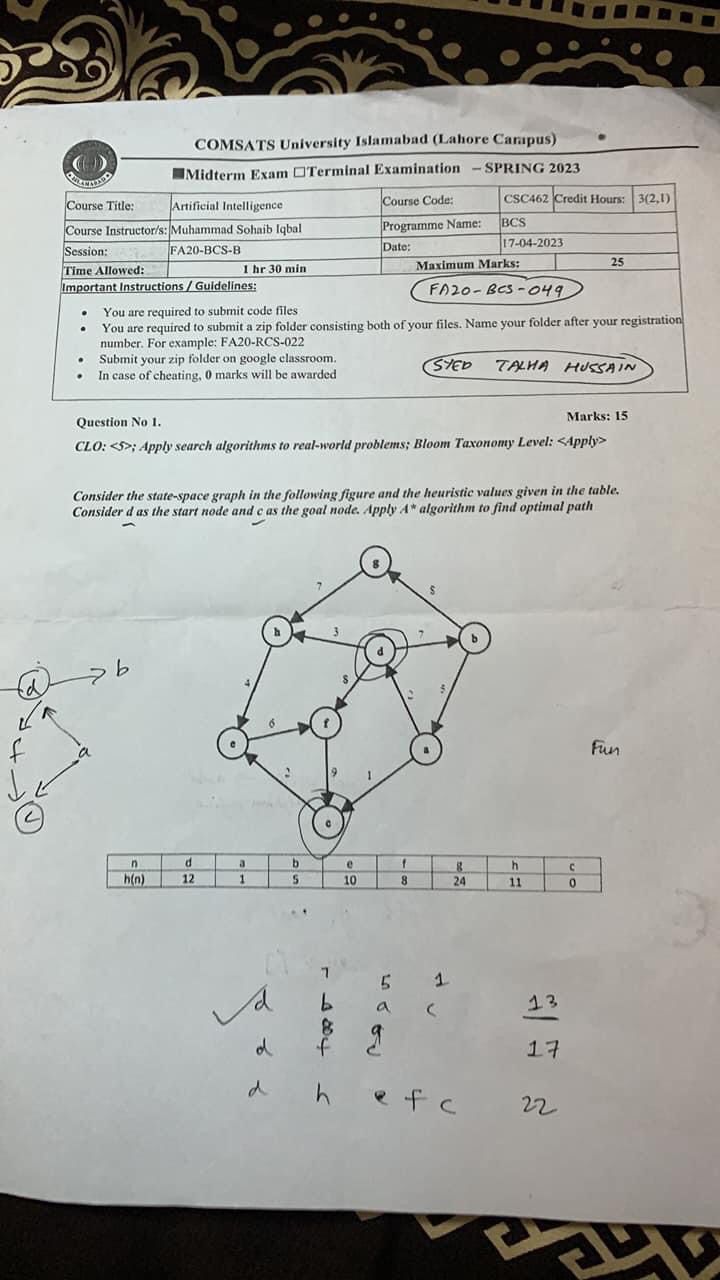 COMSATS University Islamabad (Lahore Campus)
■Midterm Exam □Terminal Examination – SPRING 2023
Course Title: Artificial Intelligence Course Code: CSC462 Credit Hours: 3(2,1)
Course Instructor/s: Muhammad Sohaib Iqbal Programme Name: BCS
Session: FA20-BCS-B Date: 17-04-2023
Time Allowed: 1 hr 30 min Maximum Marks: 25
Important Instructions / Guidelines:
FA20-BCS-049
• You are required to submit code files
• You are required to submit a zip folder consisting both of your files. Name your folder after your registration
number. For example: FA20-RCS-022
• Submit your zip folder on google classroom.
• In case of cheating, 0 marks will be awarded
SYED TALHA HUSSAIN
Question No 1. Marks: 15
CLO: <5>; Apply search algorithms to real-world problems; Bloom Taxonomy Level: <Apply>
Consider the state-space graph in the following figure and the heuristic values given in the table.
Consider d as the start node and c as the goal node. Apply A* algorithm to find optimal path
g
7 5
h 3 d 7 b
d b
4 8 2 5
f a
e 6 f a
Fun
2 9 1
c
c
n d a b e f g h c
h(n) 12 1 5 10 8 24 11 0
7 5 1
d b a c 13
8 9
d f c 17
d h e f c 22